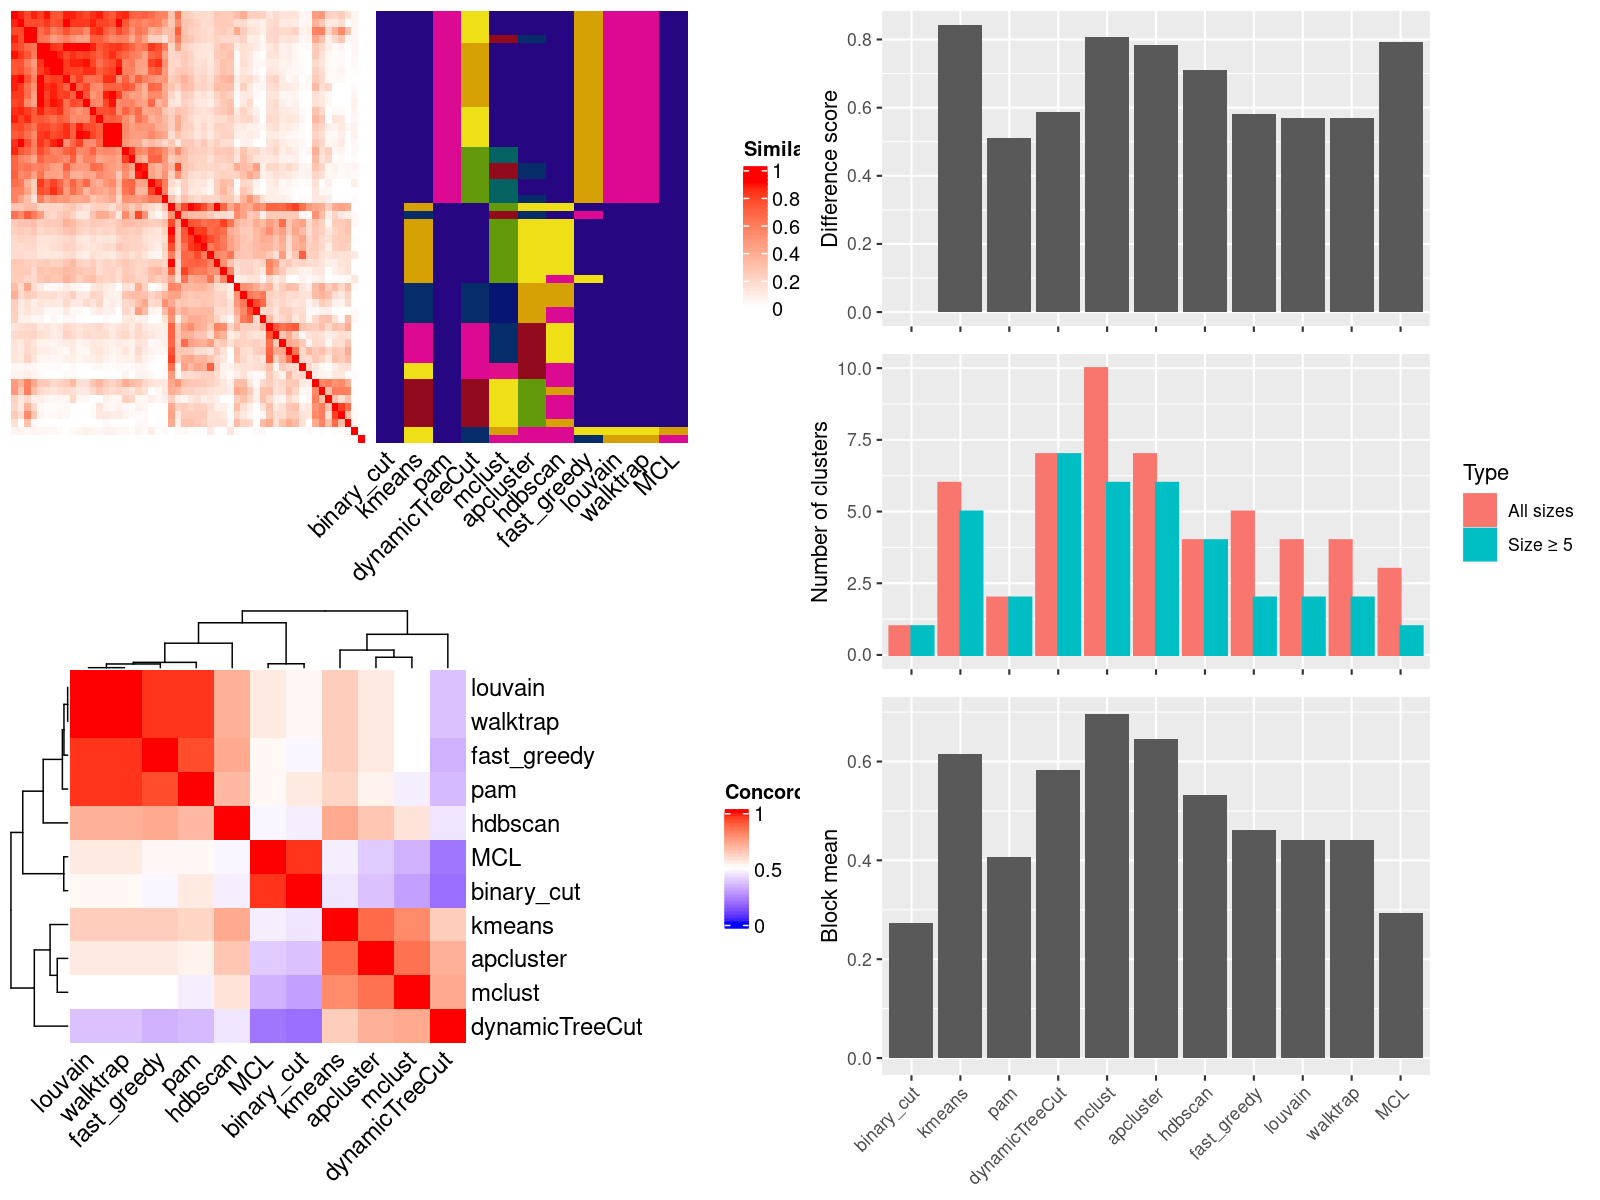 Simila
1
0.8
0.6
0.4
0.2
0
binary_cut
kmeans
pam
dynamicTreeCut
mclust
apcluster
hdbscan
fast_greedy
louvain
walktrap
MCL
louvain
walktrap
fast_greedy
pam
hdbscan
MCL
binary_cut
kmeans
apcluster
mclust
dynamicTreeCut
louvain
walktrap
fast_greedy
pam
hdbscan
MCL
binary_cut
kmeans
apcluster
mclust
dynamicTreeCut
Concord
1
0.5
0
Difference score
0.8
0.6
0.4
0.2
0.0
Number of clusters
10.0
7.5
5.0
2.5
0.0
Type
All sizes
Size ≥ 5
Block mean
0.6
0.4
0.2
0.0
binary_cut
kmeans
pam
dynamicTreeCut
mclust
apcluster
hdbscan
fast_greedy
louvain
walktrap
MCL